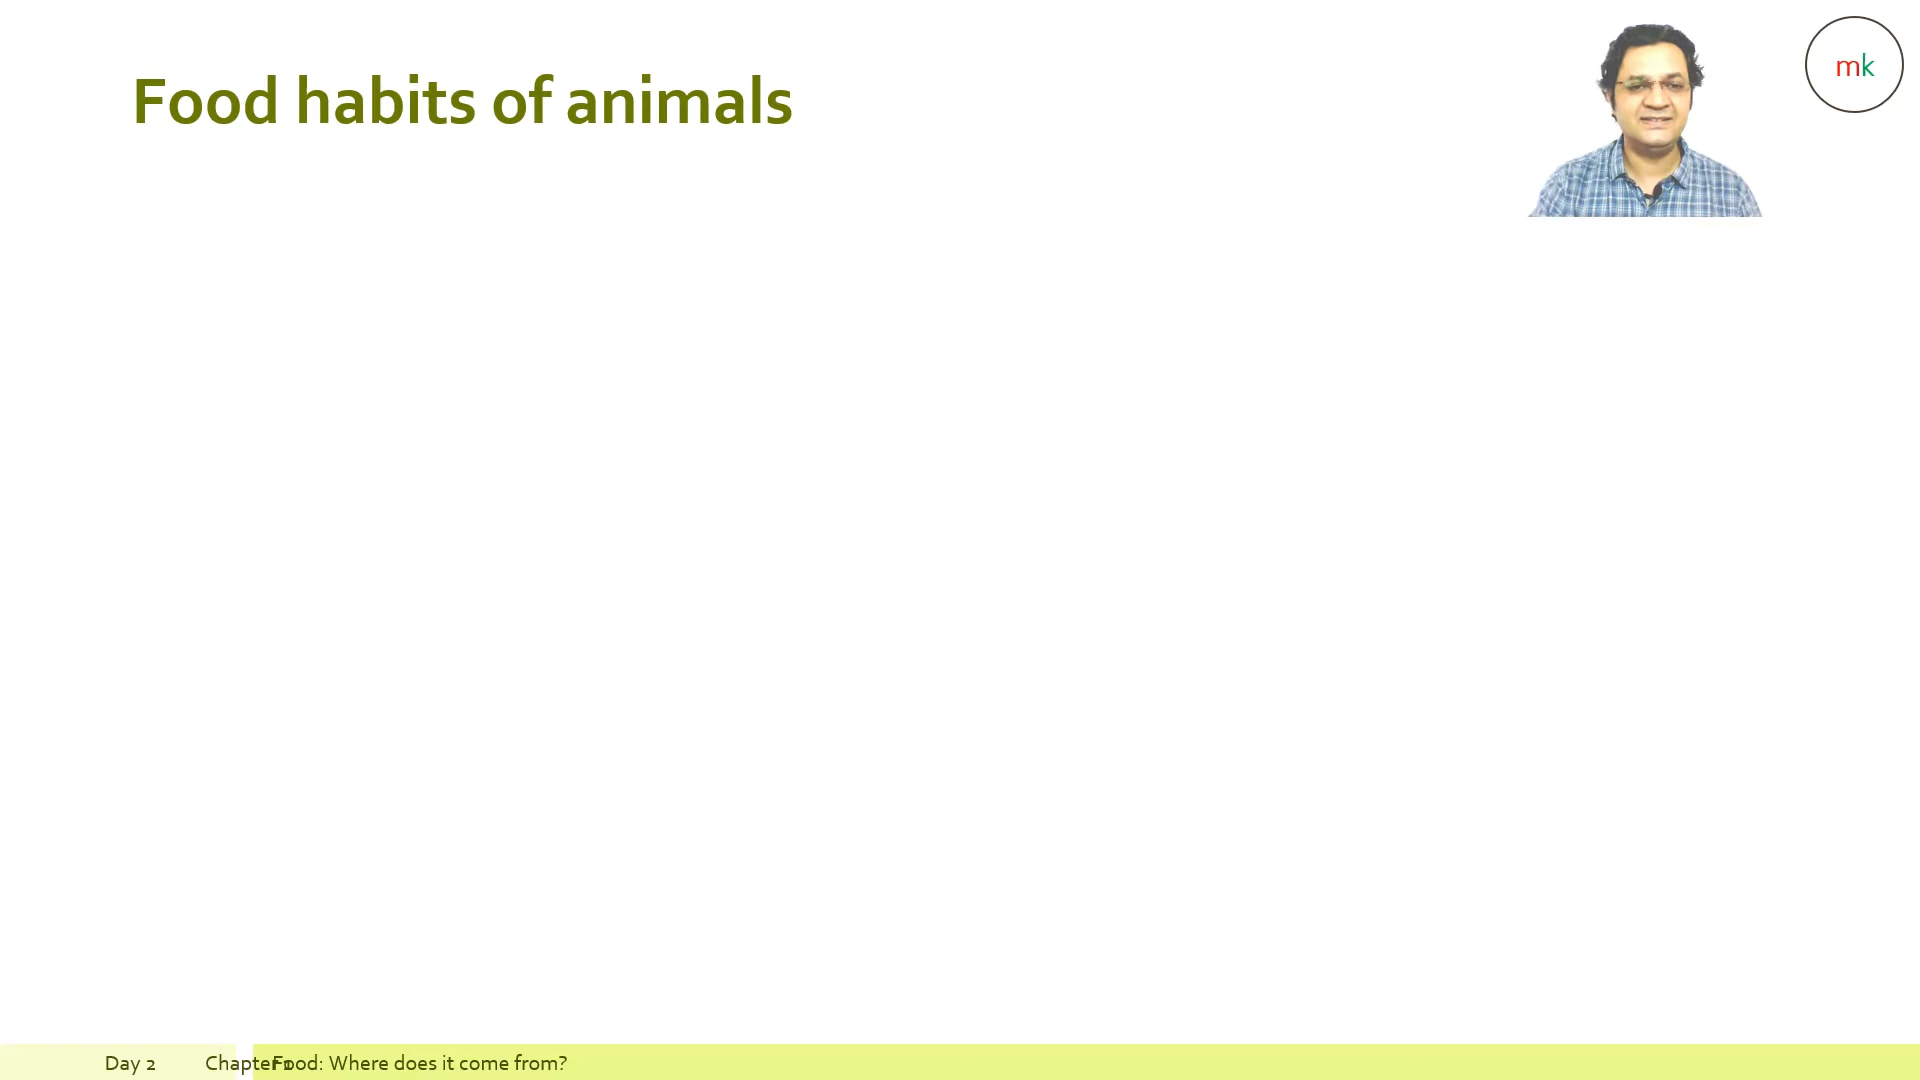 Food habits of animals
mk
Day 2
Chapter 1
Food: Where does it come from?